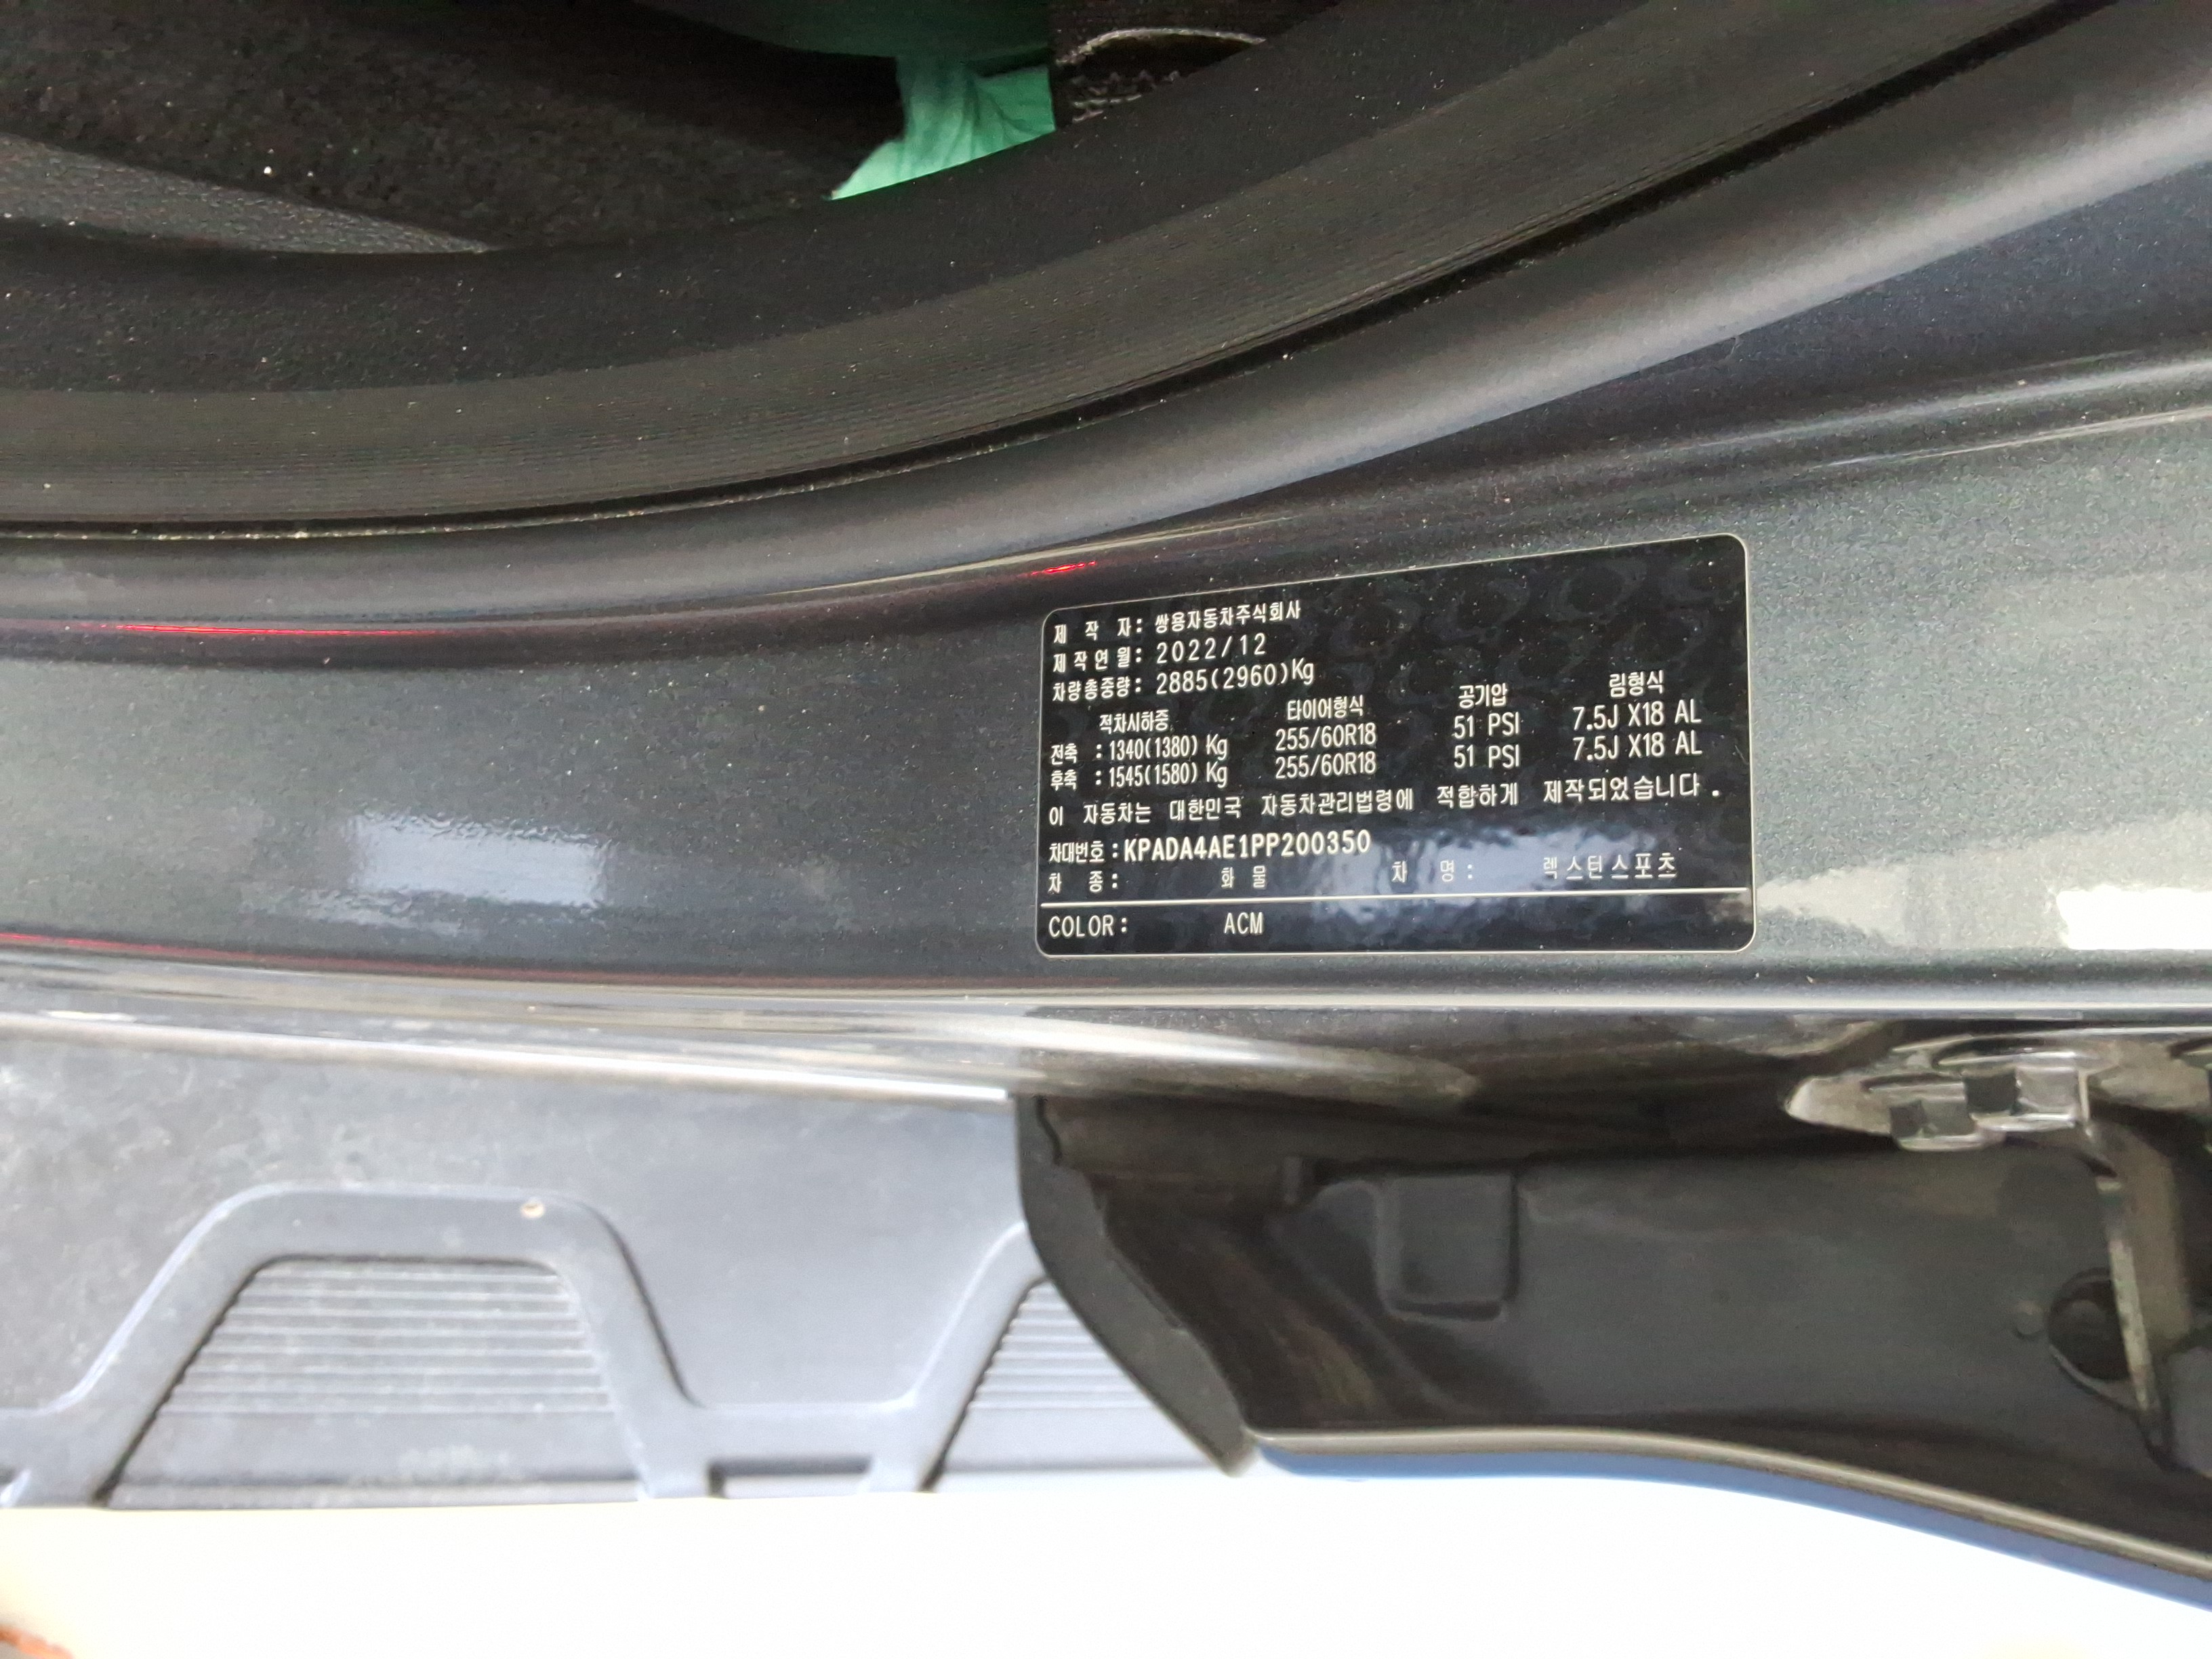 제 작 자: 쌍용자동차주식회사
제작연월: 2022/12
차량총중량: 2885(2960)Kg
적차시하중 타이어형식 공기압 림형식
전축 : 1340(1380) Kg 255/60R18 51 PSI 7.5J X18 AL
후축 : 1545(1580) Kg 255/60R18 51 PSI 7.5J X18 AL
이 자동차는 대한민국 자동차관리법령에 적합하게 제작되었습니다.
차대번호 : KPADA4AE1PP200350
차 종: 화 물 차 명: 렉스턴스포츠
COLOR: ACM